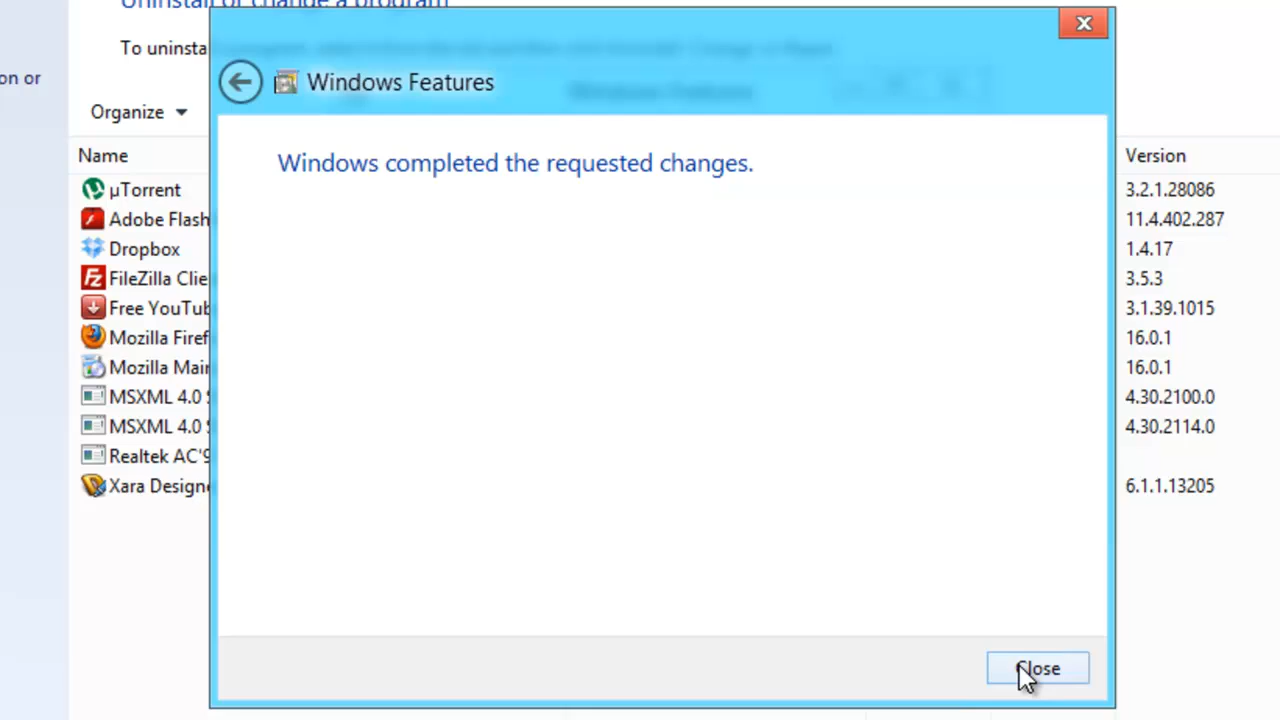 Uninstall or change a program
To uninsta
on or
Windows Features
Organize
Windows completed the requested changes.
Name
Version
µTorrent
3.2.1.28086
Adobe Flash
11.4.402.287
Dropbox
1.4.17
FileZilla Clie
3.5.3
Free YouTub
3.1.39.1015
Mozilla Firef
16.0.1
Mozilla Mair
16.0.1
MSXML 4.0 S
4.30.2100.0
MSXML 4.0 S
4.30.2114.0
Realtek AC'9
Xara Designe
6.1.1.13205
Close